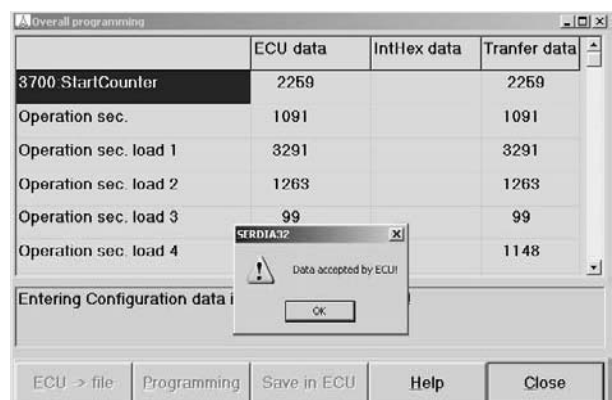 Overall programming
ECU data IntHex data Tranfer data
3700 StartCounter 2259 2259
Operation sec. 1091 1091
Operation sec. load 1 3291 3291
Operation sec. load 2 1263 1263
Operation sec. load 3 99 99
Operation sec. load 4 1148
SERDIA32
Data accepted by ECU!
OK
Entering Configuration data
ECU -> file Programming Save in ECU Help Close